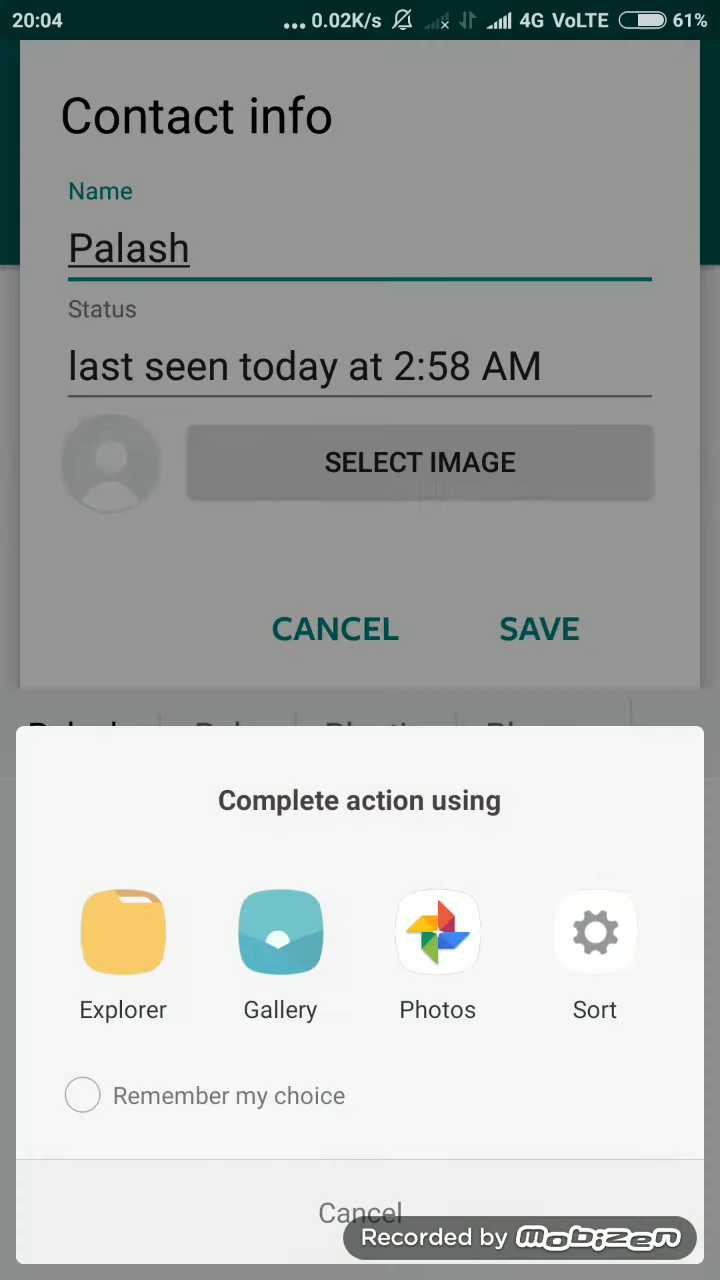 20:04 ... 0.02K/s 4G VoLTE 61%
Contact info
Name
Palash
Status
last seen today at 2:58 AM
SELECT IMAGE
CANCEL SAVE
Complete action using
Explorer Gallery Photos Sort
Remember my choice
Cancel
Recorded by mobizen